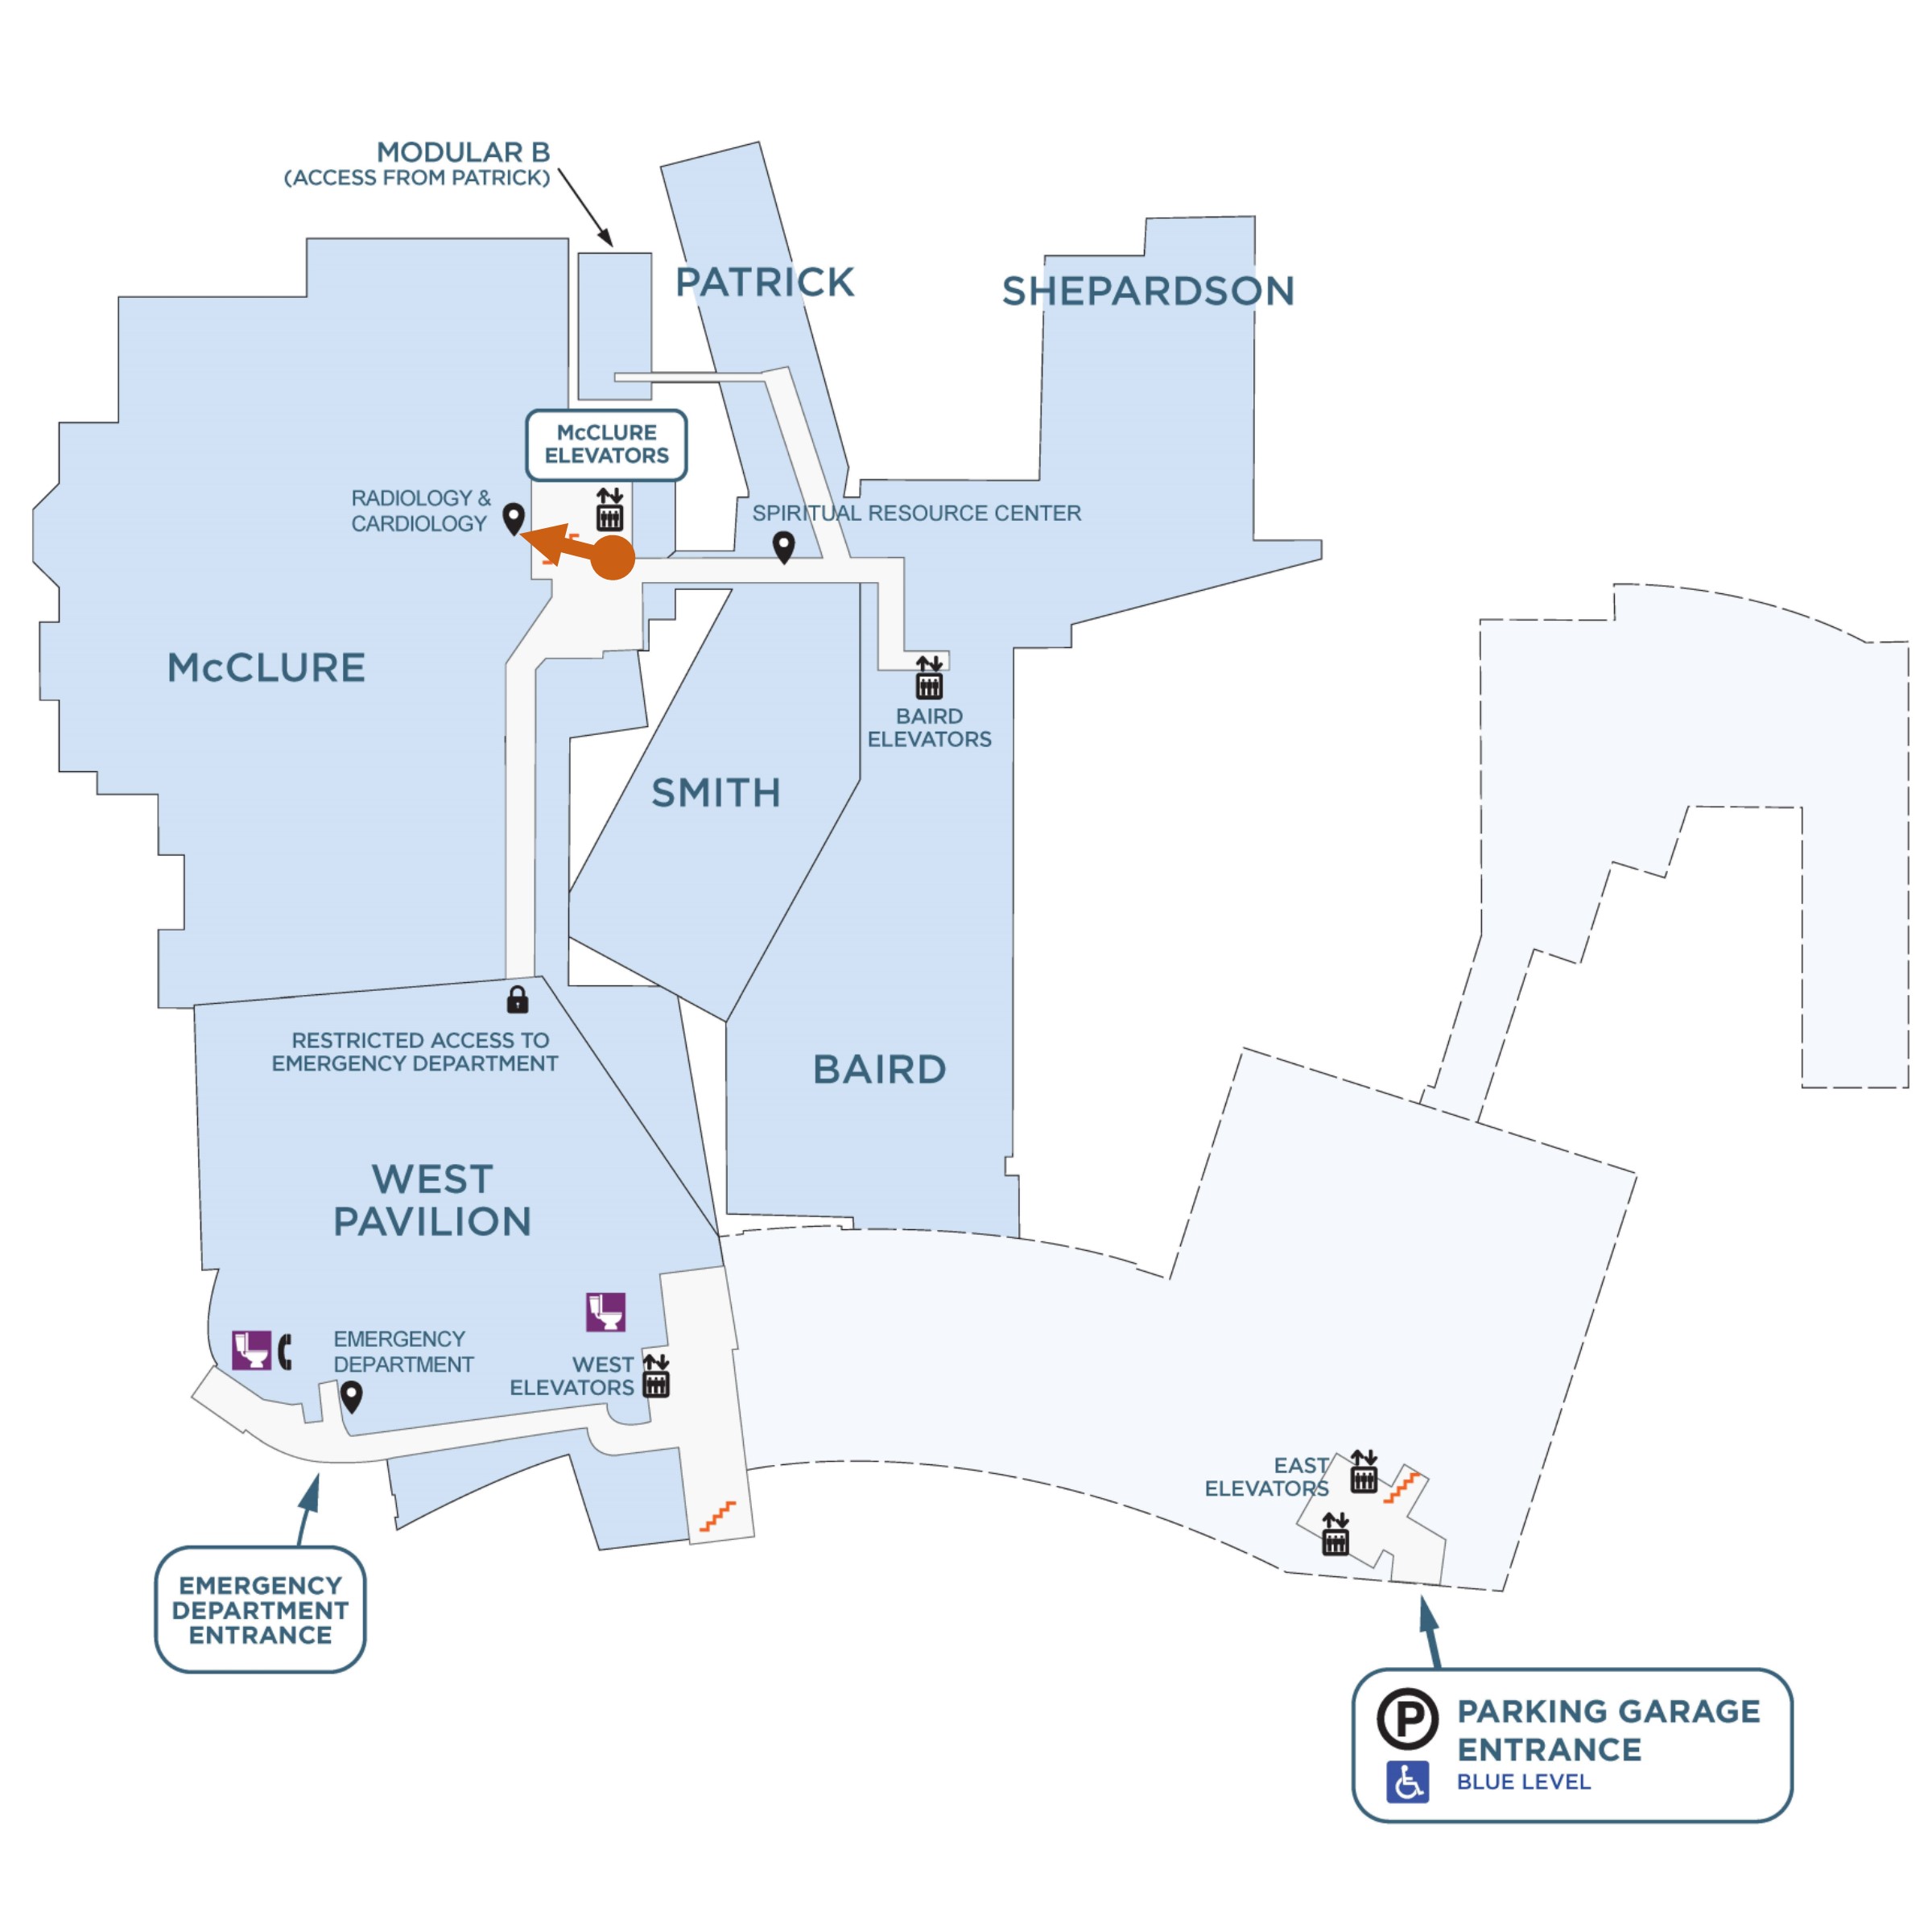 MODULAR B
(ACCESS FROM PATRICK)
PATRICK
SHEPARDSON
McCLURE
ELEVATORS
RADIOLOGY &
CARDIOLOGY
SPIRITUAL RESOURCE CENTER
McCLURE
BAIRD
ELEVATORS
SMITH
RESTRICTED ACCESS TO
EMERGENCY DEPARTMENT
BAIRD
WEST
PAVILION
EMERGENCY
DEPARTMENT
WEST
ELEVATORS
EAST
ELEVATORS
EMERGENCY
DEPARTMENT
ENTRANCE
P
PARKING GARAGE
ENTRANCE
BLUE LEVEL